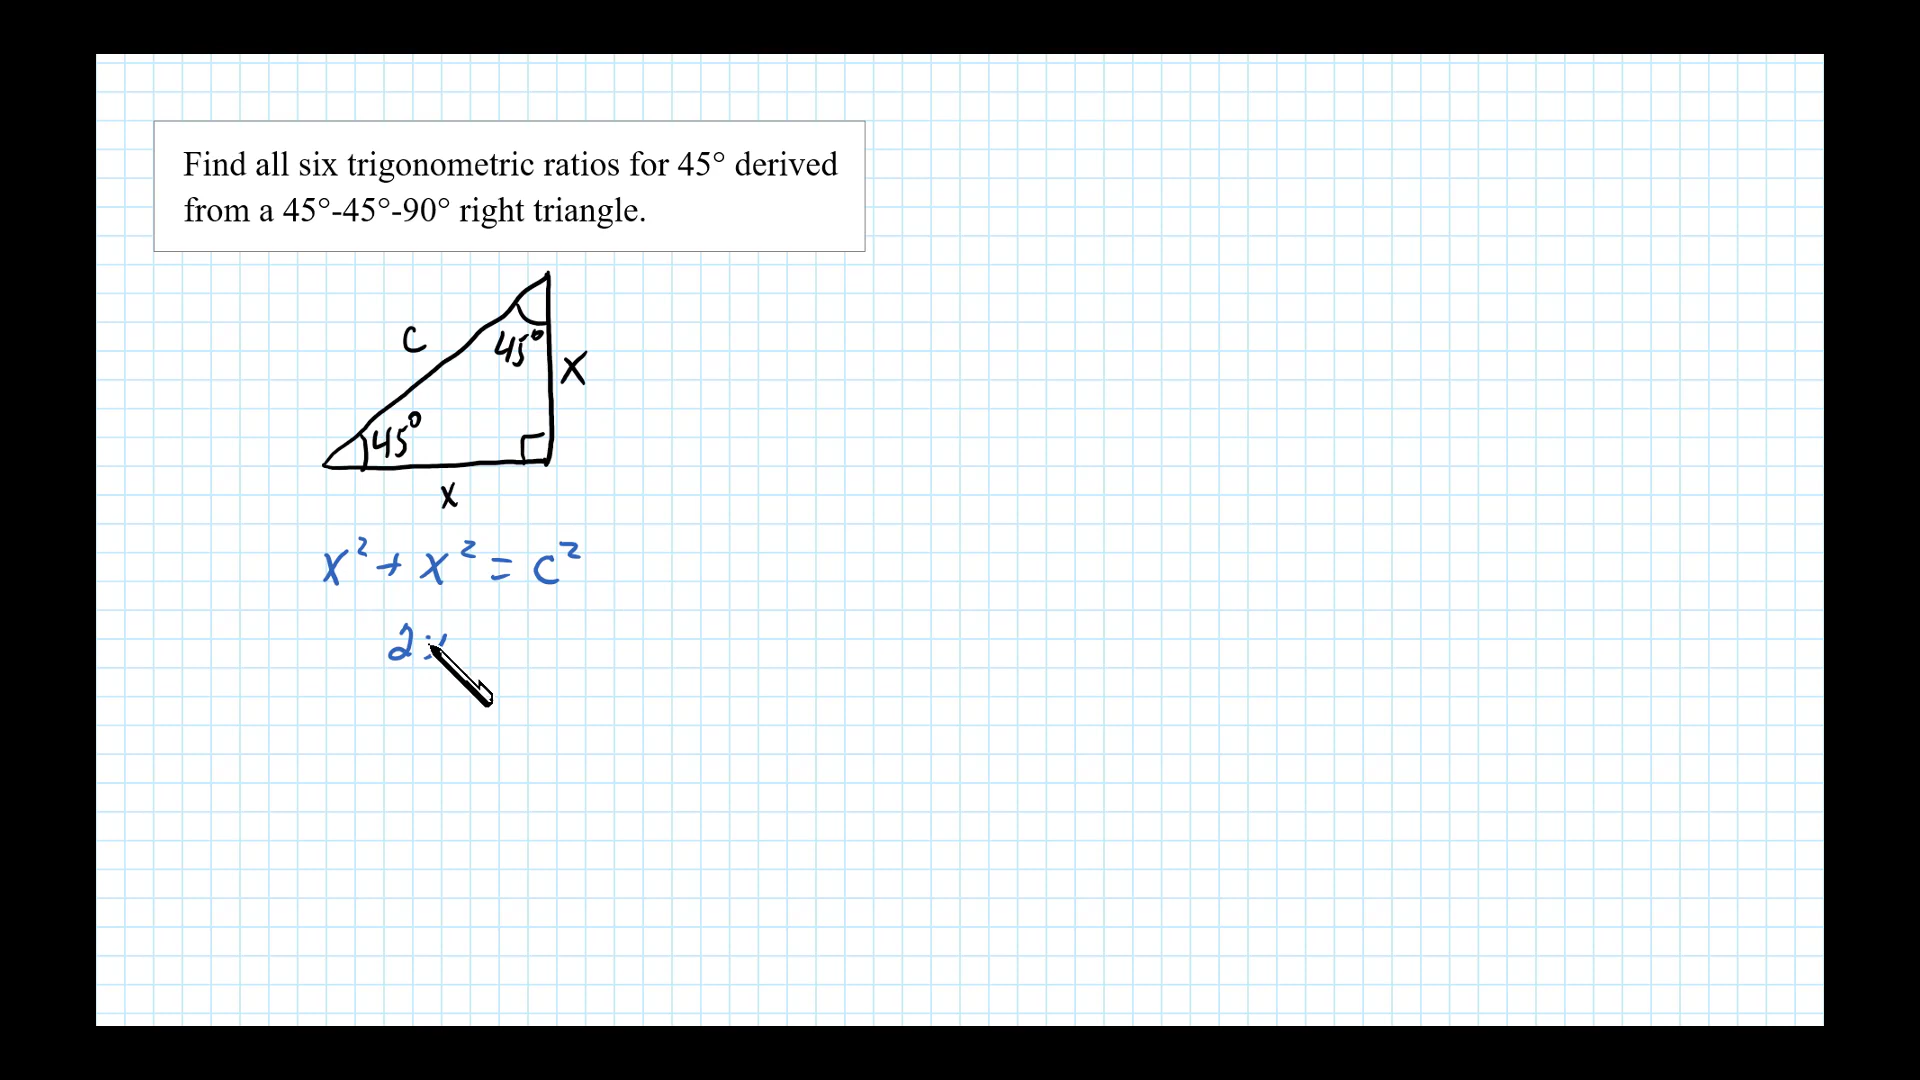 Find all six trigonometric ratios for 45° derived
from a 45°-45°-90° right triangle.
c
45°
x
45°
x
x² + x² = c²
2x